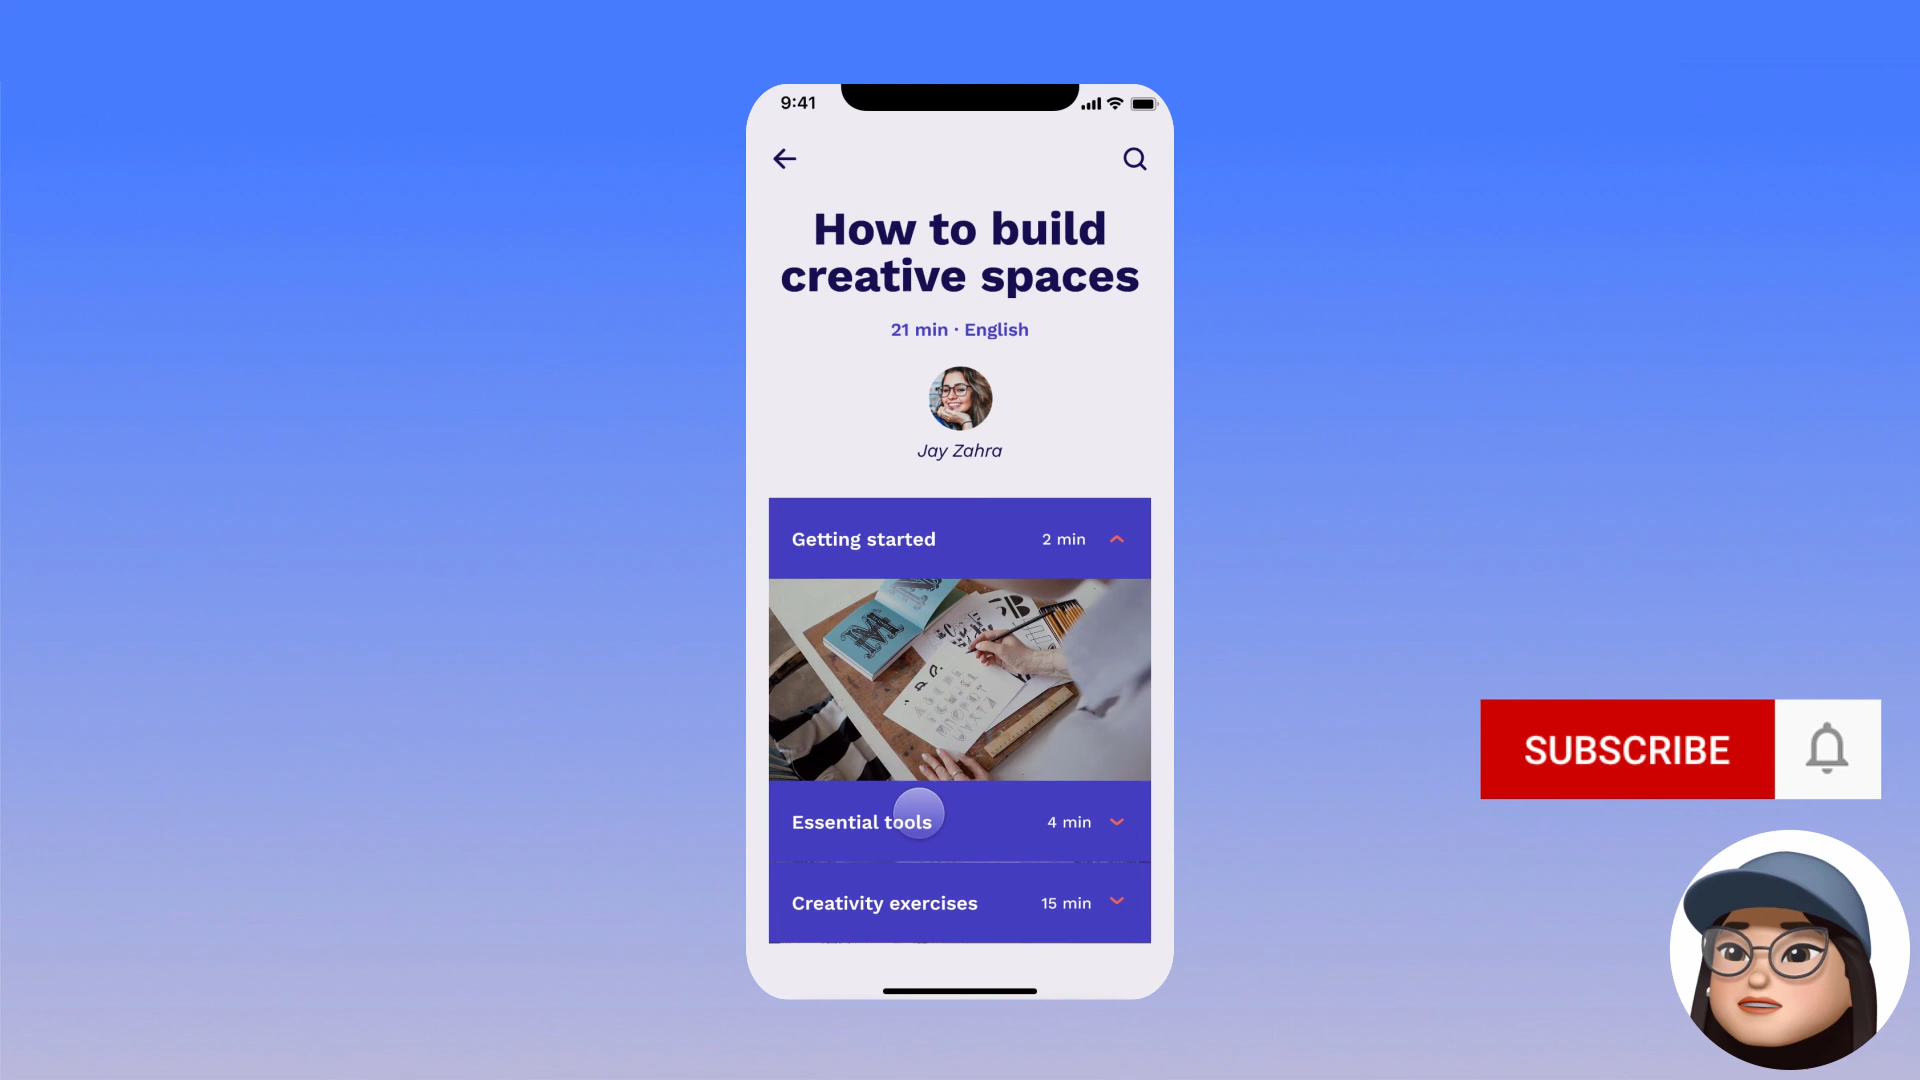 9:41
How to build
creative spaces
21 min · English
Jay Zahra
Getting started 2 min
M
Essential tools 4 min
Creativity exercises 15 min
SUBSCRIBE